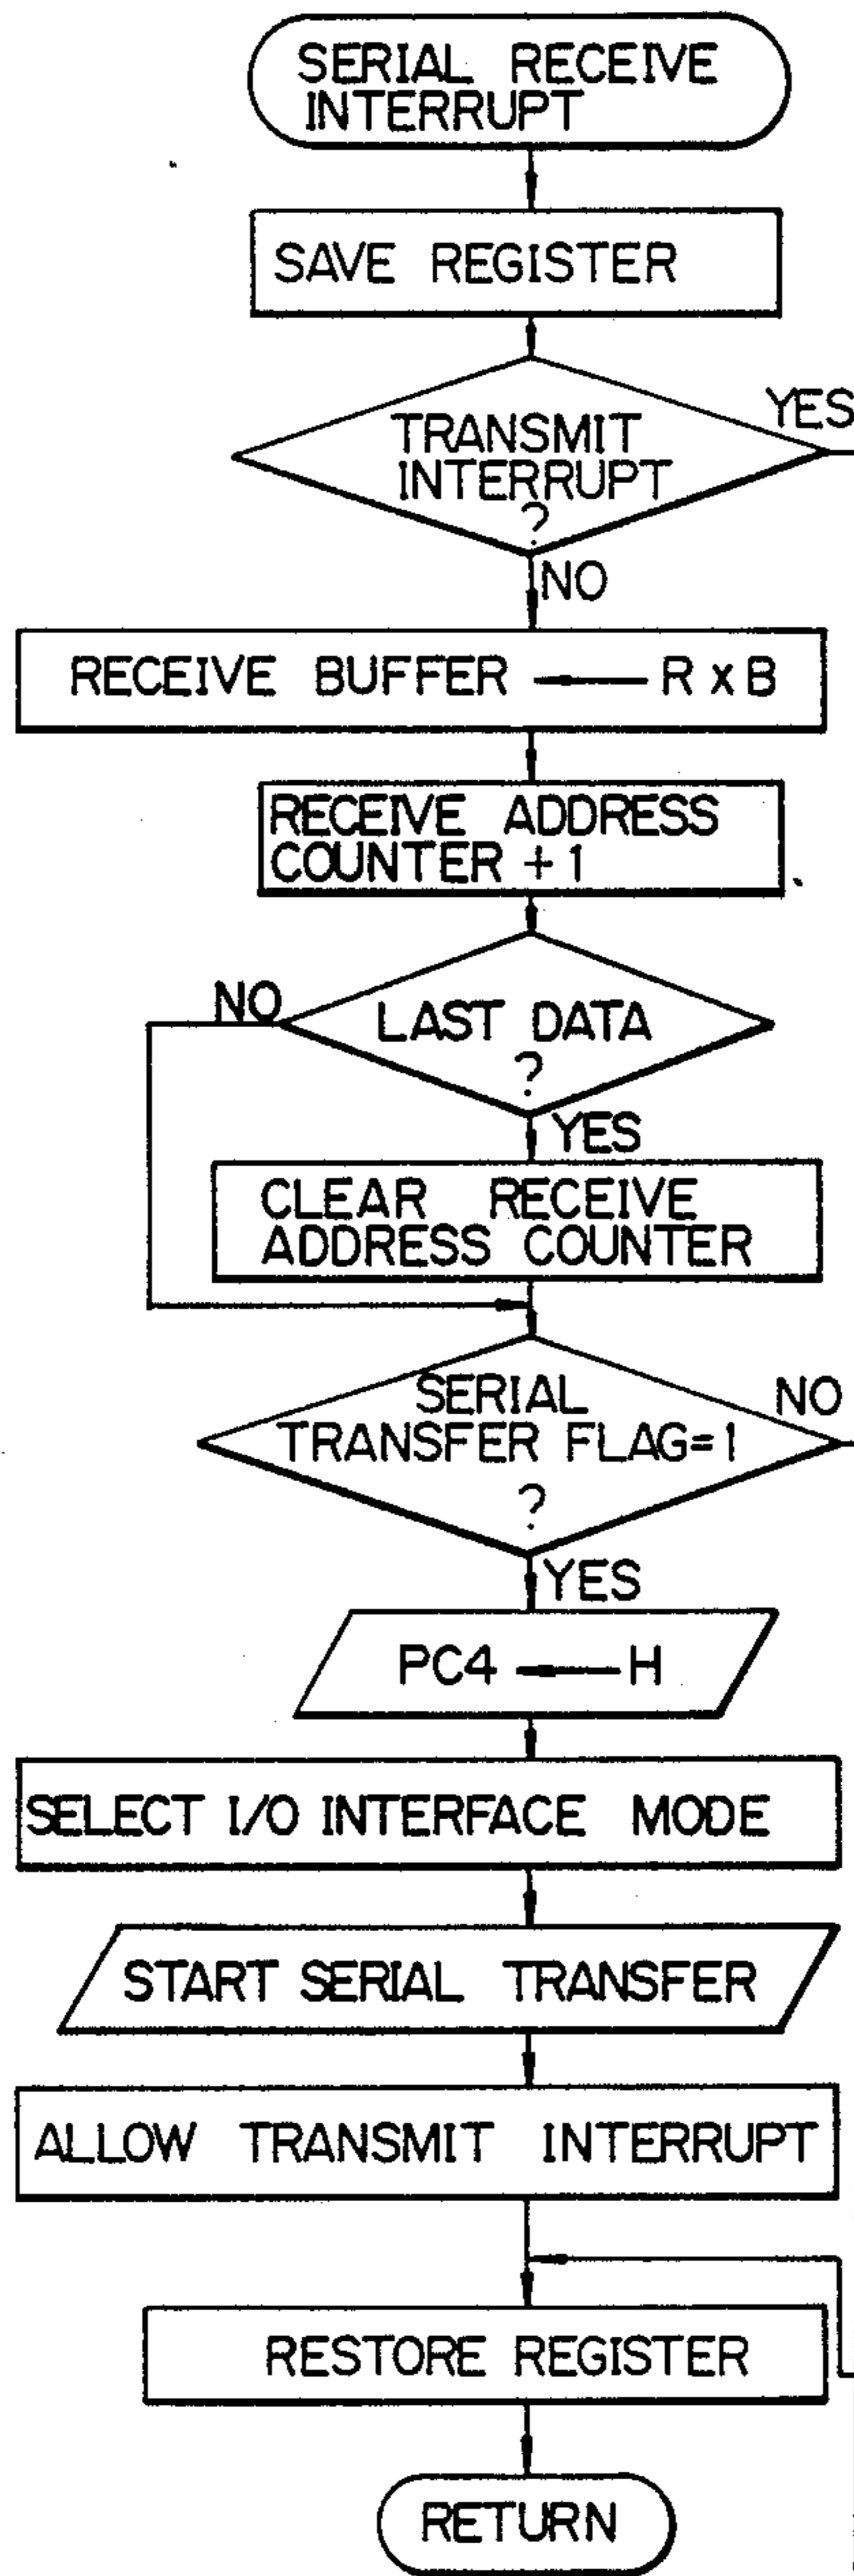 SERIAL RECEIVE
INTERRUPT
SAVE REGISTER
YES
TRANSMIT
INTERRUPT
?
NO
RECEIVE BUFFER ← R x B
RECEIVE ADDRESS
COUNTER + 1
NO
LAST DATA
?
YES
CLEAR RECEIVE
ADDRESS COUNTER
SERIAL
NO
TRANSFER FLAG=1
?
YES
PC4 ← H
SELECT I/O INTERFACE MODE
START SERIAL TRANSFER
ALLOW TRANSMIT INTERRUPT
RESTORE REGISTER
RETURN